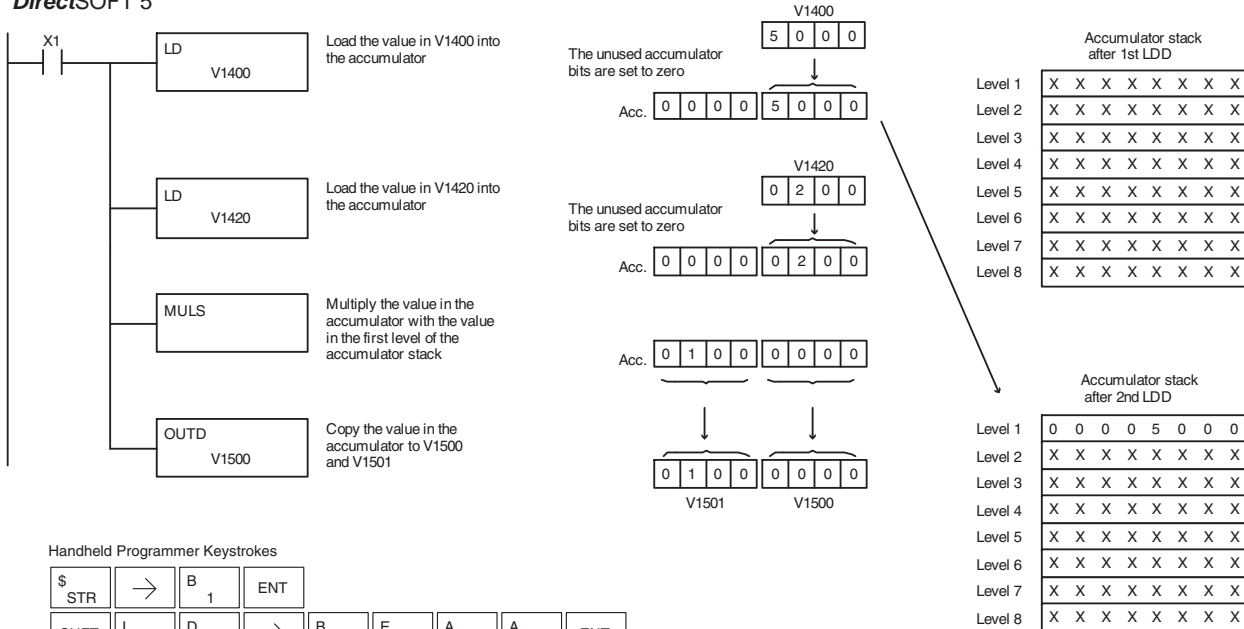 DirectSOFT 5
X1
LD
V1400
Load the value in V1400 into
the accumulator
LD
V1420
Load the value in V1420 into
the accumulator
MULS
Multiply the value in the
accumulator with the value
in the first level of the
accumulator stack
OUTD
V1500
Copy the value in the
accumulator to V1500
and V1501
V1400
5 0 0 0
The unused accumulator
bits are set to zero
Acc. 0 0 0 0 5 0 0 0
V1420
0 2 0 0
The unused accumulator
bits are set to zero
Acc. 0 0 0 0 0 2 0 0
Acc. 0 1 0 0 0 0 0 0
0 1 0 0 0 0 0 0
V1501 V1500
Accumulator stack
after 1st LDD
Level 1 X X X X X X X X
Level 2 X X X X X X X X
Level 3 X X X X X X X X
Level 4 X X X X X X X X
Level 5 X X X X X X X X
Level 6 X X X X X X X X
Level 7 X X X X X X X X
Level 8 X X X X X X X X
Accumulator stack
after 2nd LDD
Level 1 0 0 0 0 5 0 0 0
Level 2 X X X X X X X X
Level 3 X X X X X X X X
Level 4 X X X X X X X X
Level 5 X X X X X X X X
Level 6 X X X X X X X X
Level 7 X X X X X X X X
Level 8 X X X X X X X X
Handheld Programmer Keystrokes
$ STR → B 1 ENT
L D → B E A A